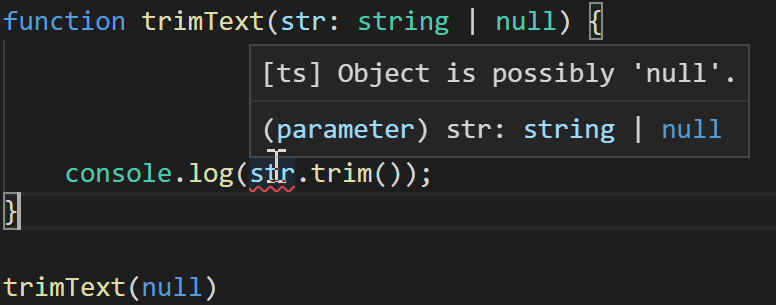 function trimText(str: string | null) {
[ts] Object is possibly 'null'.
(parameter) str: string | null
console.log(str.trim());
}
trimText(null)